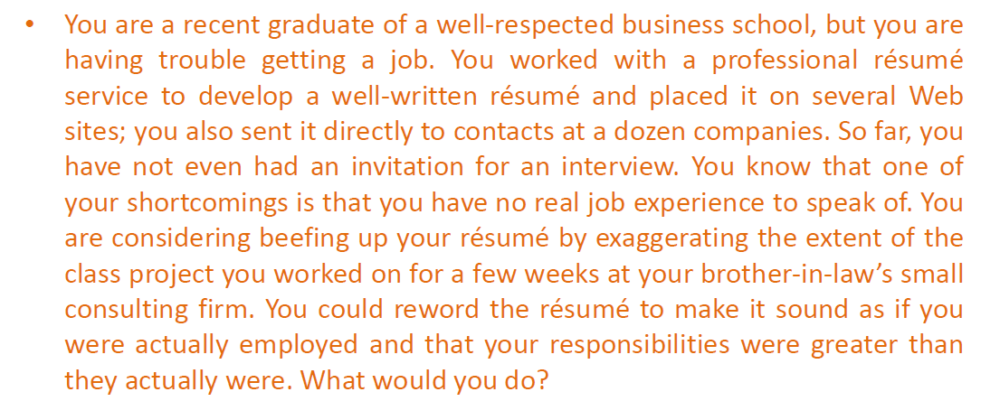 • You are a recent graduate of a well-respected business school, but you are
having trouble getting a job. You worked with a professional résumé
service to develop a well-written résumé and placed it on several Web
sites; you also sent it directly to contacts at a dozen companies. So far, you
have not even had an invitation for an interview. You know that one of
your shortcomings is that you have no real job experience to speak of. You
are considering beefing up your résumé by exaggerating the extent of the
class project you worked on for a few weeks at your brother-in-law’s small
consulting firm. You could reword the résumé to make it sound as if you
were actually employed and that your responsibilities were greater than
they actually were. What would you do?